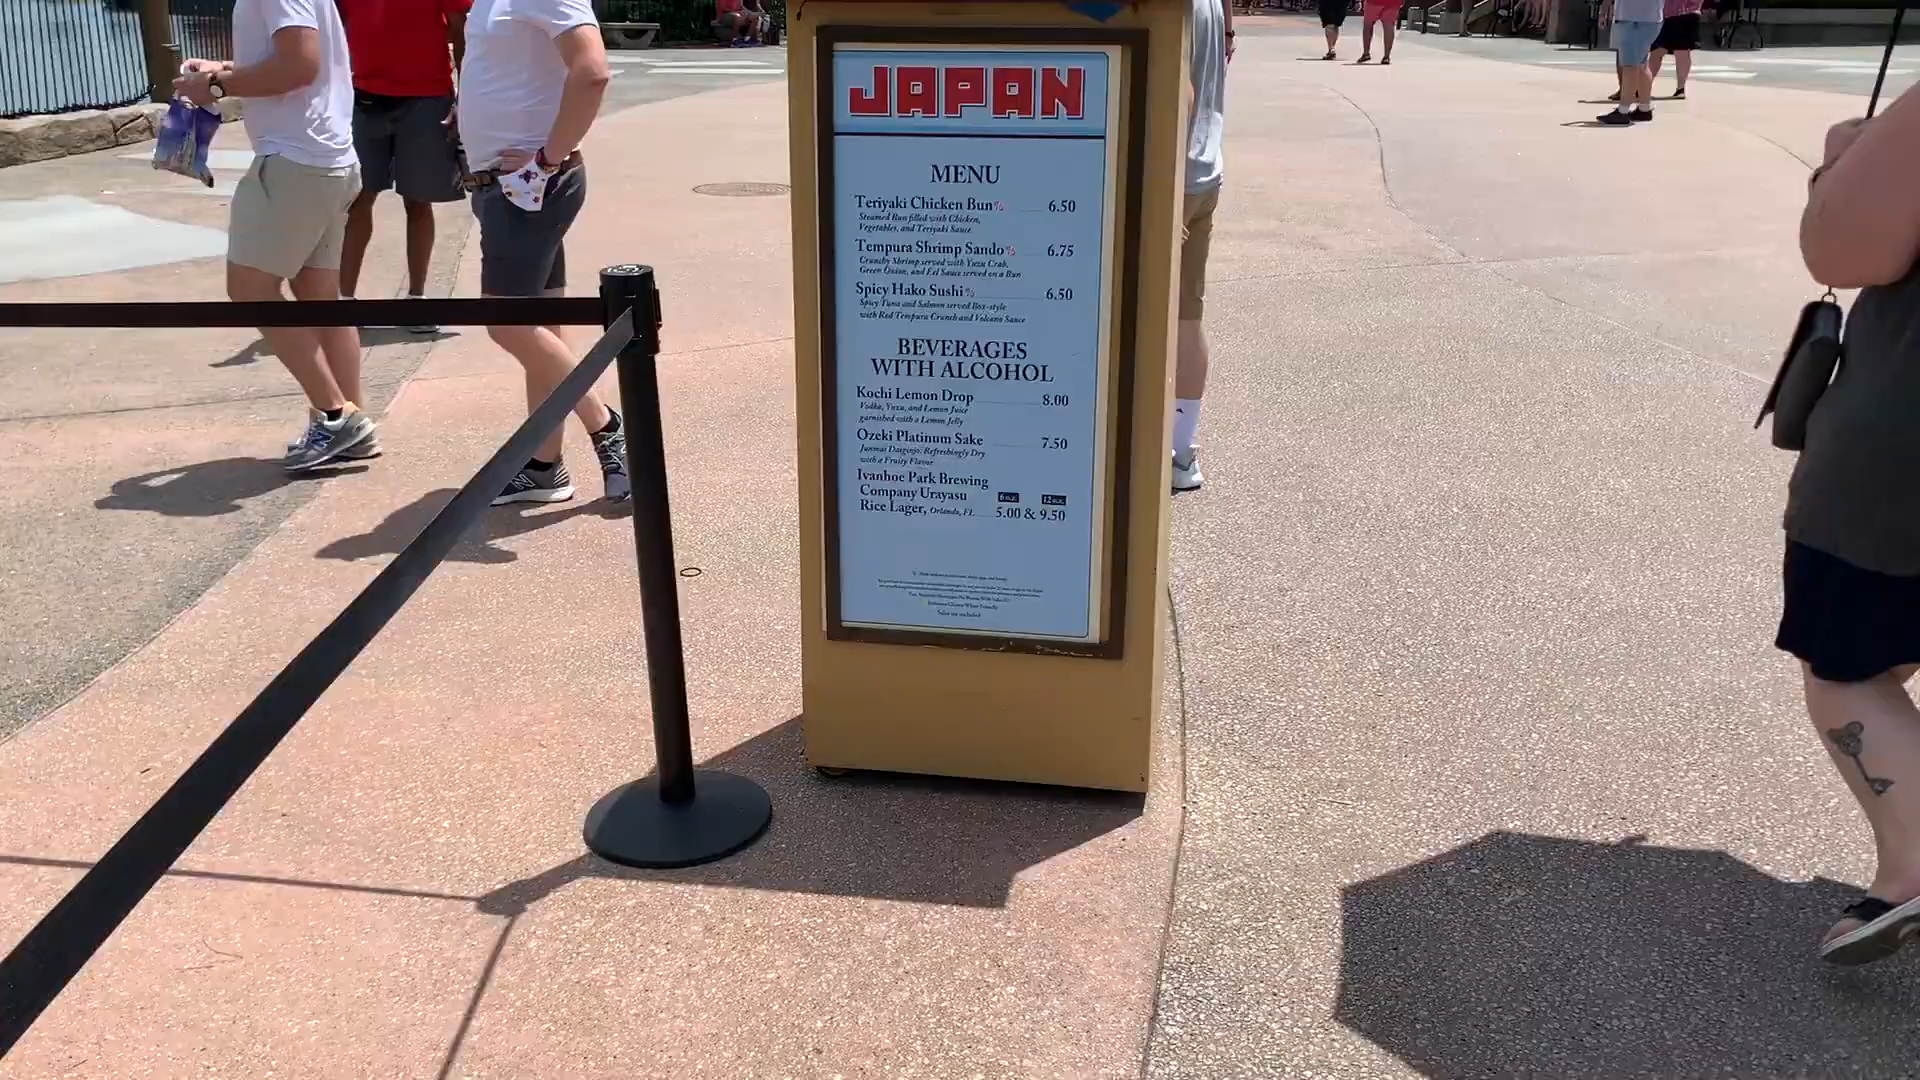 JAPAN
MENU
Teriyaki Chicken Bun 6.50
Steamed Bun filled with Chicken,
Vegetables, and Teriyaki Sauce
Tempura Shrimp Sando 6.75
Crunchy Shrimp served with Yuzu Crab,
Green Onion, and Eel Sauce served on a Bun
Spicy Hako Sushi 6.50
Spicy Tuna and Salmon served Box-style
with Red Tempura Crunch and Volcano Sauce
BEVERAGES
WITH ALCOHOL
Kochi Lemon Drop 8.00
Vodka, Yuzu, and Lemon Juice
garnished with a Lemon Jelly
Ozeki Platinum Sake 7.50
Junmai Daiginjo: Refreshingly Dry
with a Fruity Flavor
Ivanhoe Park Brewing
Company Urayasu 6 oz. 12 oz.
Rice Lager, Orlando, FL 5.00 & 9.50